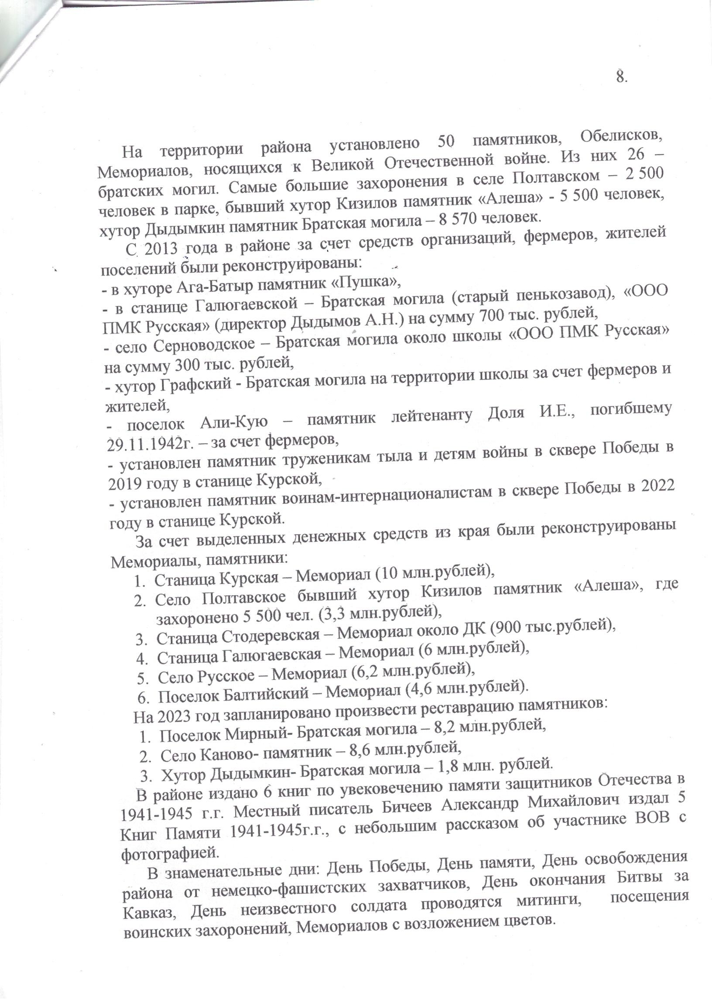 8.
На территории района установлено 50 памятников, Обелисков,
Мемориалов, носящихся к Великой Отечественной войне. Из них 26 –
братских могил. Самые большие захоронения в селе Полтавском – 2 500
человек в парке, бывший хутор Кизилов памятник «Алеша» - 5 500 человек,
хутор Дыдымкин памятник Братская могила – 8 570 человек.
С 2013 года в районе за счет средств организаций, фермеров, жителей
поселений были реконструированы:
- в хуторе Ага-Батыр памятник «Пушка»,
- в станице Галюгаевской – Братская могила (старый пенькозавод), «ООО
ПМК Русская» (директор Дыдымов А.Н.) на сумму 700 тыс. рублей,
- село Серноводское – Братская могила около школы «ООО ПМК Русская»
на сумму 300 тыс. рублей,
- хутор Графский - Братская могила на территории школы за счет фермеров и
жителей,
- поселок Али-Кую – памятник лейтенанту Доля И.Е., погибшему
29.11.1942г. – за счет фермеров,
- установлен памятник труженикам тыла и детям войны в сквере Победы в
2019 году в станице Курской,
- установлен памятник воинам-интернационалистам в сквере Победы в 2022
году в станице Курской.
За счет выделенных денежных средств из края были реконструированы
Мемориалы, памятники:
1. Станица Курская – Мемориал (10 млн.рублей),
2. Село Полтавское бывший хутор Кизилов памятник «Алеша», где
захоронено 5 500 чел. (3,3 млн.рублей),
3. Станица Стодеревская – Мемориал около ДК (900 тыс.рублей),
4. Станица Галюгаевская – Мемориал (6 млн.рублей),
5. Село Русское – Мемориал (6,2 млн.рублей),
6. Поселок Балтийский – Мемориал (4,6 млн.рублей).
На 2023 год запланировано произвести реставрацию памятников:
1. Поселок Мирный- Братская могила – 8,2 млн.рублей,
2. Село Каново- памятник – 8,6 млн.рублей,
3. Хутор Дыдымкин- Братская могила – 1,8 млн. рублей.
В районе издано 6 книг по увековечению памяти защитников Отечества в
1941-1945 г.г. Местный писатель Бичеев Александр Михайлович издал 5
Книг Памяти 1941-1945г.г., с небольшим рассказом об участнике ВОВ с
фотографией.
В знаменательные дни: День Победы, День памяти, День освобождения
района от немецко-фашистских захватчиков, День окончания Битвы за
Кавказ, День неизвестного солдата проводятся митинги, посещения
воинских захоронений, Мемориалов с возложением цветов.